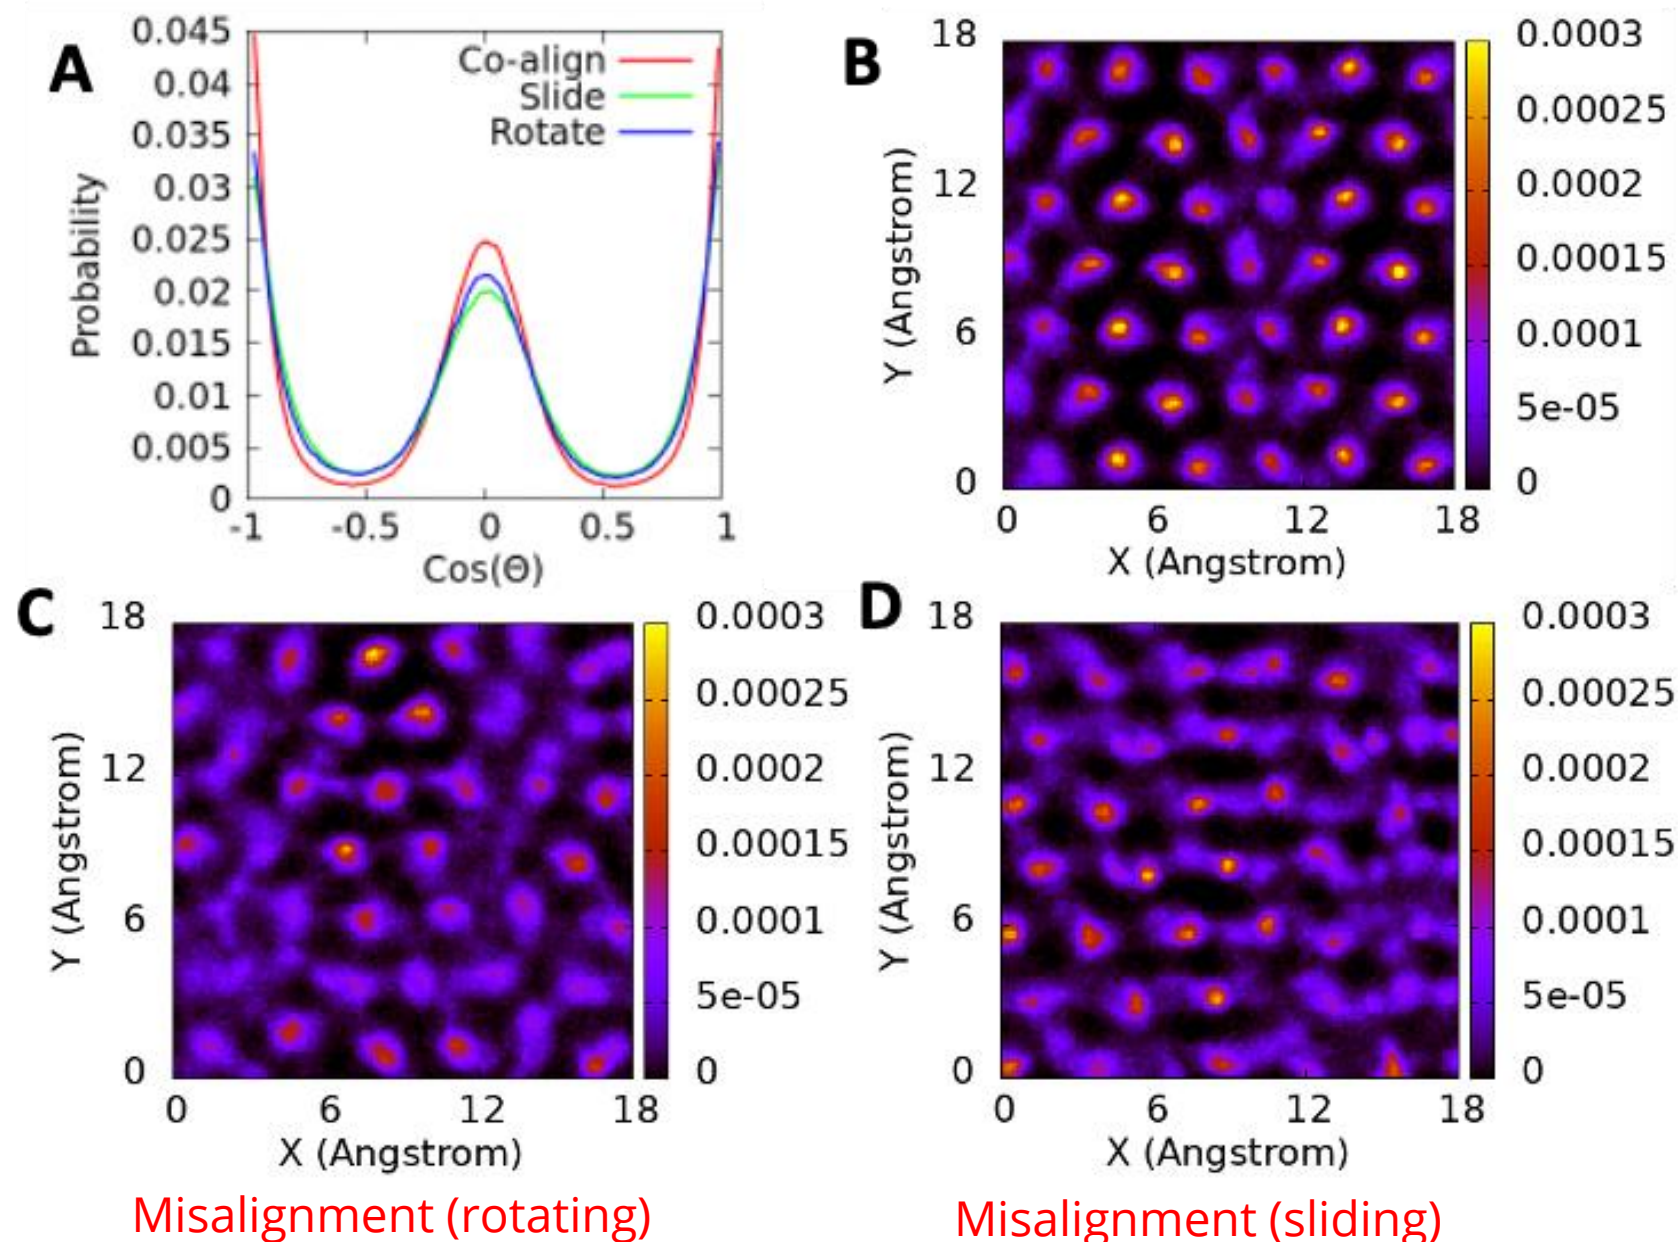 A
0.045
0.04
0.035
0.03
0.025
0.02
0.015
0.01
0.005
0
Probability
Co-align
Slide
Rotate
-1 -0.5 0 0.5 1
Cos(Θ)
B
18
12
6
0
Y (Angstrom)
0 6 12 18
X (Angstrom)
0.0003
0.00025
0.0002
0.00015
0.0001
5e-05
0
C
18
12
6
0
Y (Angstrom)
0 6 12 18
X (Angstrom)
0.0003
0.00025
0.0002
0.00015
0.0001
5e-05
0
Misalignment (rotating)
D
18
12
6
0
Y (Angstrom)
0 6 12 18
X (Angstrom)
0.0003
0.00025
0.0002
0.00015
0.0001
5e-05
0
Misalignment (sliding)